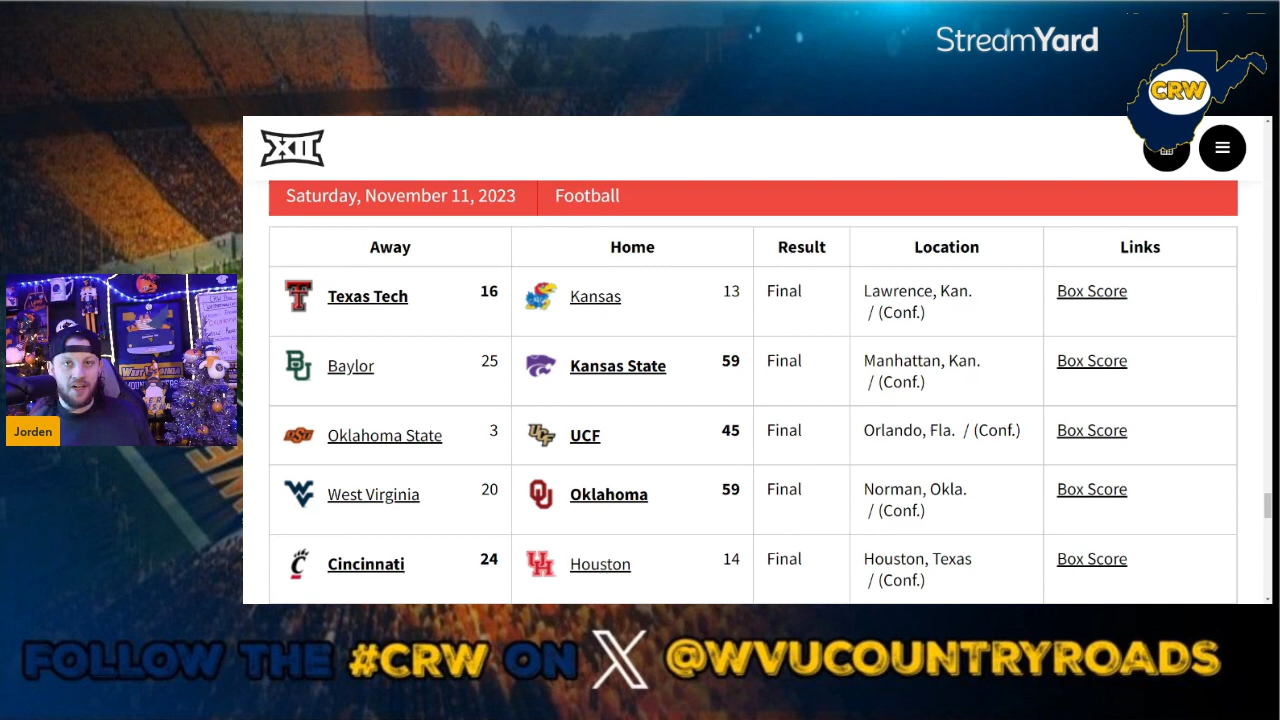 StreamYard
CRW
XII
Saturday, November 11, 2023 Football
Away Home Result Location Links
Texas Tech 16 Kansas 13 Final Lawrence, Kan. / (Conf.) Box Score
Baylor 25 Kansas State 59 Final Manhattan, Kan. / (Conf.) Box Score
Oklahoma State 3 UCF 45 Final Orlando, Fla. / (Conf.) Box Score
West Virginia 20 Oklahoma 59 Final Norman, Okla. / (Conf.) Box Score
Cincinnati 24 Houston 14 Final Houston, Texas / (Conf.) Box Score
Jorden
FOLLOW THE #CRW ON X @WVUCOUNTRYROADS